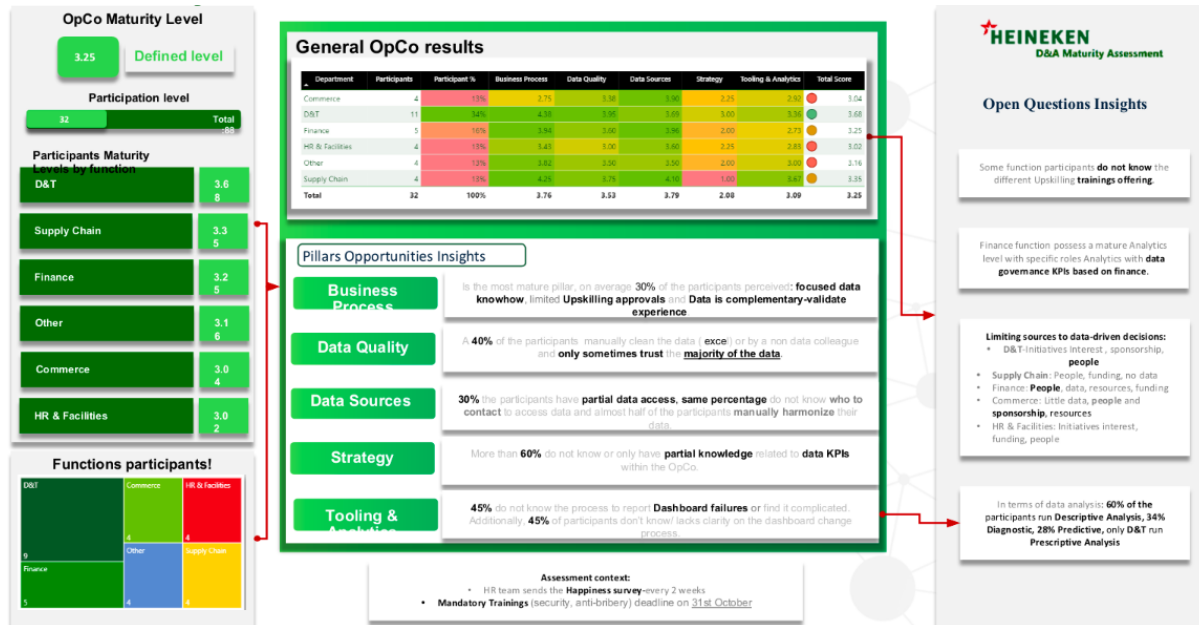 OpCo Maturity Level
3.25
Defined level
Participation level
32
Total
:88
Participants Maturity
Levels by function
D&T
3.6
8
Supply Chain
3.3
5
Finance
3.2
5
Other
3.1
6
Commerce
3.0
4
HR & Facilities
3.0
2
Functions participants!
D&T
9
Finance
5
Commerce
4
HR & Facilities
4
Other
4
Supply Chain
4
General OpCo results
Department Participants Participant % Business Process Data Quality Data Sources Strategy Tooling & Analytics Total Score
Commerce 4 13% 2.75 3.38 3.90 2.25 2.92 3.04
D&T 11 34% 4.30 3.95 3.69 3.00 3.36 3.68
Finance 5 16% 3.94 3.60 3.96 2.00 2.73 3.25
HR & Facilities 4 13% 3.43 3.00 3.60 2.25 2.83 3.02
Other 4 13% 3.82 3.50 3.50 2.00 3.00 3.16
Supply Chain 4 13% 4.25 3.75 4.10 1.00 3.67 3.35
Total 32 100% 3.76 3.53 3.79 2.08 3.09 3.25
Pillars Opportunities Insights
Business
Process
Is the most mature pillar, on average 30% of the participants perceived: focused data
knowhow, limited Upskilling approvals and Data is complementary-validate
experience.
Data Quality
A 40% of the participants manually clean the data ( excel) or by a non data colleague
and only sometimes trust the majority of the data.
Data Sources
30% the participants have partial data access, same percentage do not know who to
contact to access data and almost half of the participants manually harmonize their
data.
Strategy
More than 60% do not know or only have partial knowledge related to data KPIs
within the OpCo.
Tooling &
Analytics
45% do not know the process to report Dashboard failures or find it complicated.
Additionally, 45% of participants don't know/ lacks clarity on the dashboard change
process.
Assessment context:
• HR team sends the Happiness survey-every 2 weeks
• Mandatory Trainings (security, anti-bribery) deadline on 31st October
HEINEKEN
D&A Maturity Assessment
Open Questions Insights
Some function participants do not know the
different Upskilling trainings offering.
Finance function possess a mature Analytics
level with specific roles Analytics with data
governance KPIs based on finance.
Limiting sources to data-driven decisions:
• D&T-Initiatives Interest , sponsorship,
people
• Supply Chain: People, funding, no data
• Finance: People, data, resources, funding
• Commerce: Little data, people and
sponsorship, resources
• HR & Facilities: Initiatives interest,
funding, people
In terms of data analysis: 60% of the
participants run Descriptive Analysis, 34%
Diagnostic, 28% Predictive, only D&T run
Prescriptive Analysis